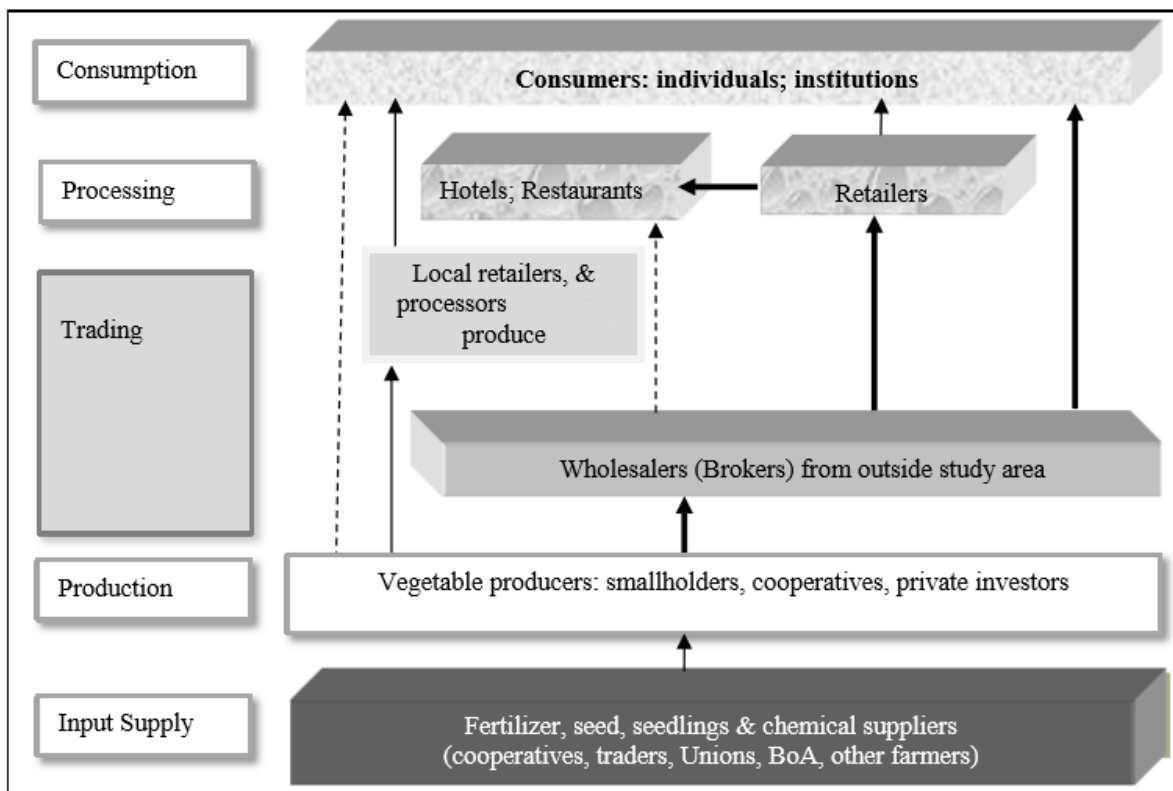 Consumption
Consumers: individuals; institutions
Processing
Hotels; Restaurants
Retailers
Local retailers, &
processors
produce
Trading
Wholesalers (Brokers) from outside study area
Production
Vegetable producers: smallholders, cooperatives, private investors
Input Supply
Fertilizer, seed, seedlings & chemical suppliers
(cooperatives, traders, Unions, BoA, other farmers)